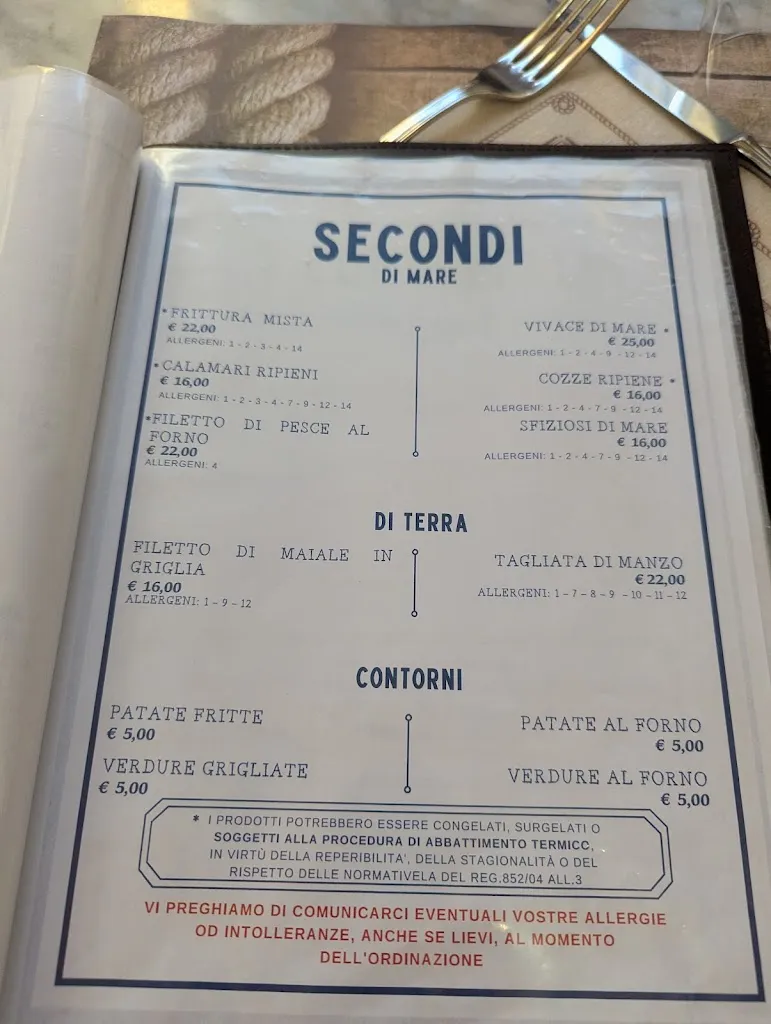 SECONDI
DI MARE
*FRITTURA MISTA
€ 22,00
ALLERGENI: 1 - 2 - 3 - 4 - 14
*CALAMARI RIPIENI
€ 16,00
ALLERGENI: 1 - 2 - 3 - 4 - 7 - 9 - 12 - 14
*FILETTO DI PESCE AL
FORNO
€ 22,00
ALLERGENI: 4
VIVACE DI MARE *
€ 25,00
ALLERGENI: 1 - 2 - 4 - 9 - 12 - 14
COZZE RIPIENE *
€ 16,00
ALLERGENI: 1 - 2 - 4 - 7 - 9 - 12 - 14
SFIZIOSI DI MARE
€ 16,00
ALLERGENI: 1 - 2 - 4 - 7 - 9 - 12 - 14
DI TERRA
FILETTO DI MAIALE IN
GRIGLIA
€ 16,00
ALLERGENI: 1 - 9 - 12
TAGLIATA DI MANZO
€ 22,00
ALLERGENI: 1 - 7 - 8 - 9 - 10 - 11 - 12
CONTORNI
PATATE FRITTE
€ 5,00
VERDURE GRIGLIATE
€ 5,00
PATATE AL FORNO
€ 5,00
VERDURE AL FORNO
€ 5,00
* I PRODOTTI POTREBBERO ESSERE CONGELATI, SURGELATI O
SOGGETTI ALLA PROCEDURA DI ABBATTIMENTO TERMICC,
IN VIRTÙ DELLA REPERIBILITA', DELLA STAGIONALITÀ O DEL
RISPETTO DELLE NORMATIVELA DEL REG.852/04 ALL.3
VI PREGHIAMO DI COMUNICARCI EVENTUALI VOSTRE ALLERGIE
OD INTOLLERANZE, ANCHE SE LIEVI, AL MOMENTO
DELL'ORDINAZIONE